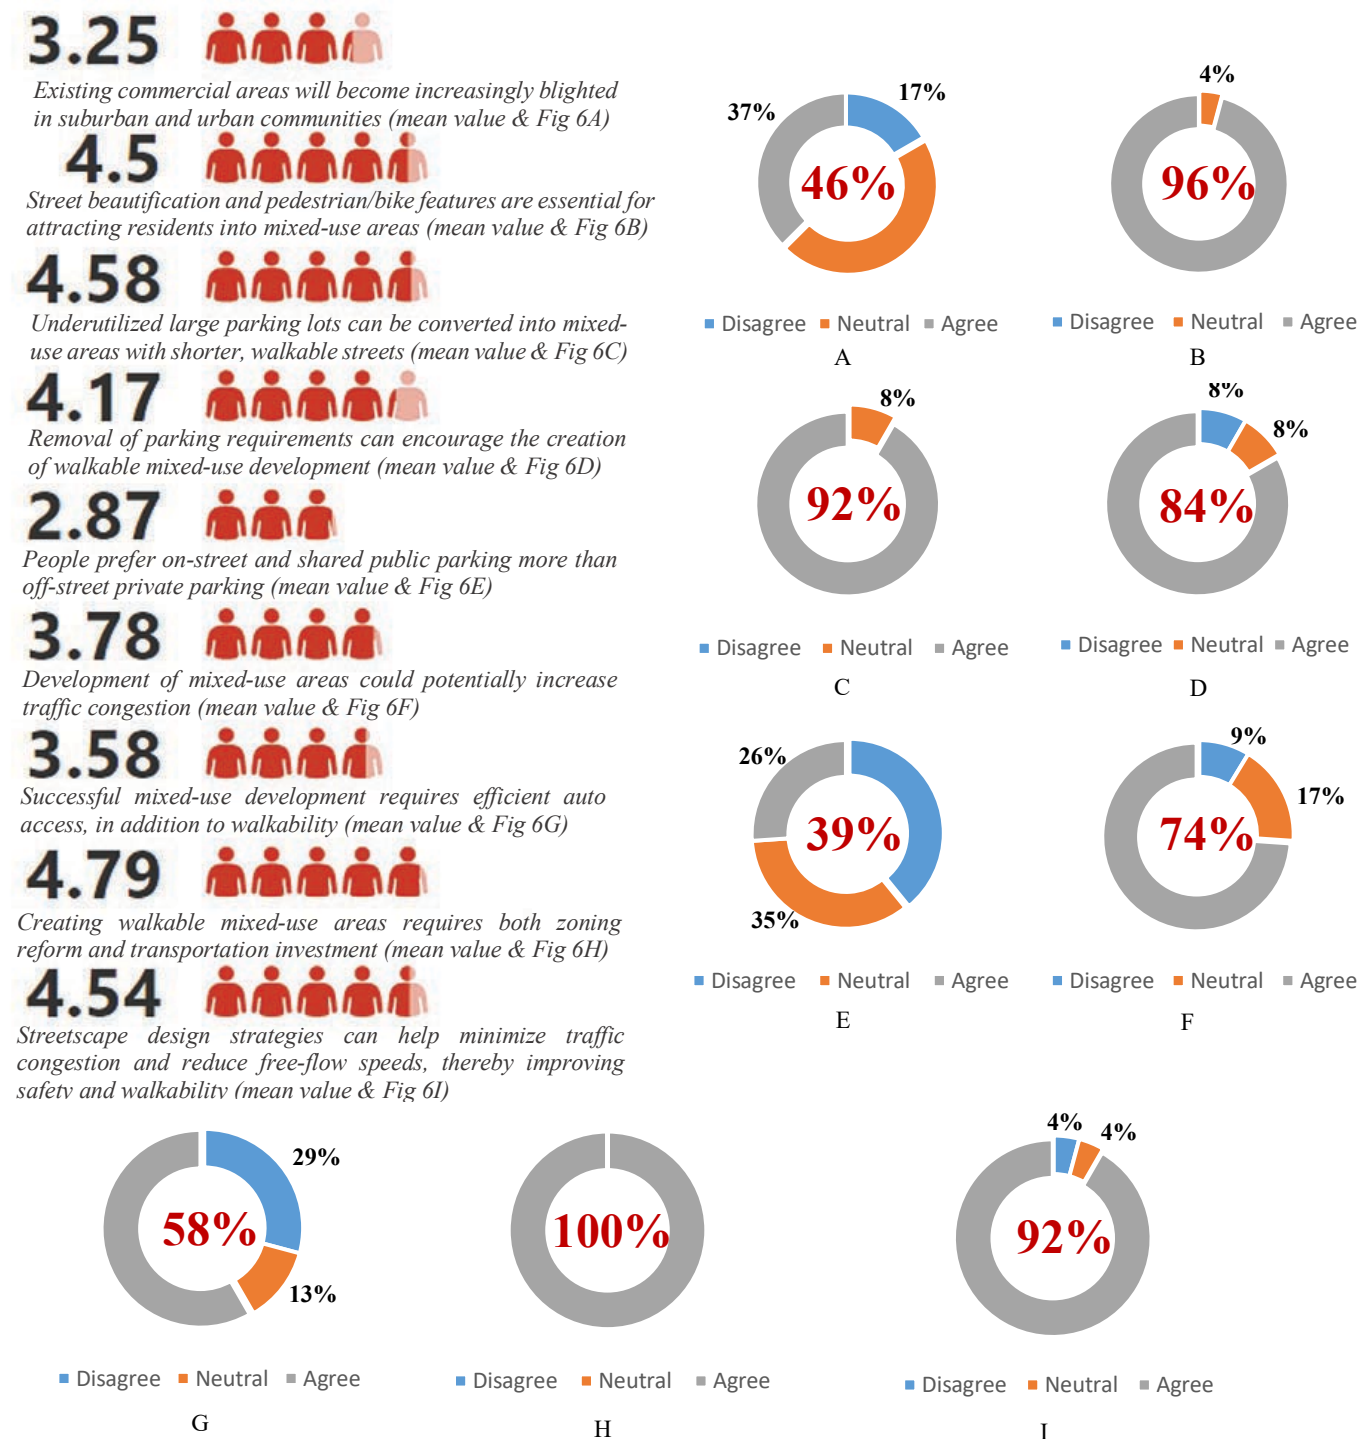 3.25
Existing commercial areas will become increasingly blighted
in suburban and urban communities (mean value & Fig 6A)
4.5
Street beautification and pedestrian/bike features are essential for
attracting residents into mixed-use areas (mean value & Fig 6B)
4.58
Underutilized large parking lots can be converted into mixed-
use areas with shorter, walkable streets (mean value & Fig 6C)
4.17
Removal of parking requirements can encourage the creation
of walkable mixed-use development (mean value & Fig 6D)
2.87
People prefer on-street and shared public parking more than
off-street private parking (mean value & Fig 6E)
3.78
Development of mixed-use areas could potentially increase
traffic congestion (mean value & Fig 6F)
3.58
Successful mixed-use development requires efficient auto
access, in addition to walkability (mean value & Fig 6G)
4.79
Creating walkable mixed-use areas requires both zoning
reform and transportation investment (mean value & Fig 6H)
4.54
Streetscape design strategies can help minimize traffic
congestion and reduce free-flow speeds, thereby improving
safety and walkability (mean value & Fig 6I)
37%
17%
46%
Disagree Neutral Agree
A
4%
96%
Disagree Neutral Agree
B
8%
92%
Disagree Neutral Agree
C
8%
8%
84%
Disagree Neutral Agree
D
26%
39%
35%
Disagree Neutral Agree
E
9%
17%
74%
Disagree Neutral Agree
F
29%
58%
13%
Disagree Neutral Agree
G
100%
Disagree Neutral Agree
H
4%
4%
92%
Disagree Neutral Agree
I